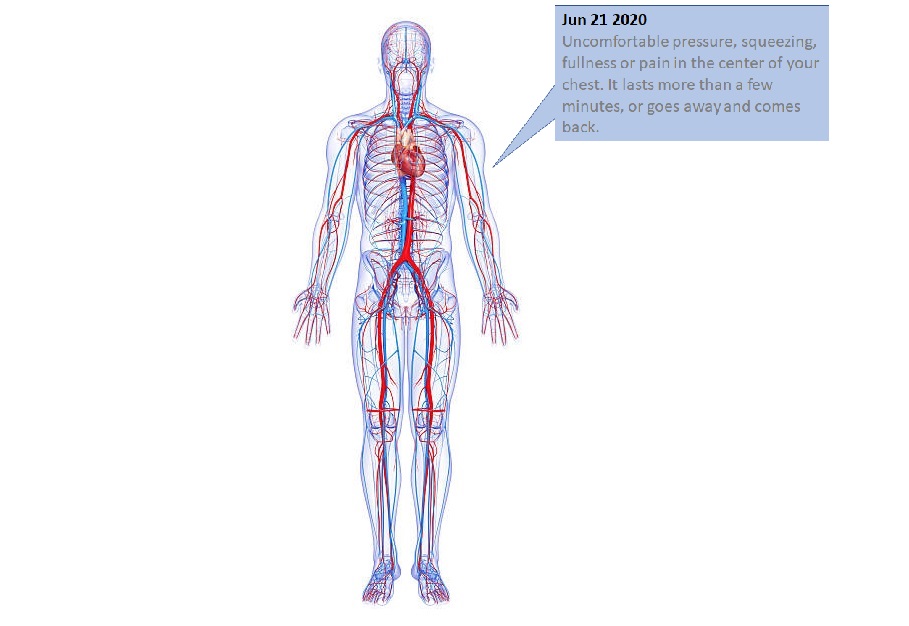 Jun 21 2020
Uncomfortable pressure, squeezing,
fullness or pain in the center of your
chest. It lasts more than a few
minutes, or goes away and comes
back.